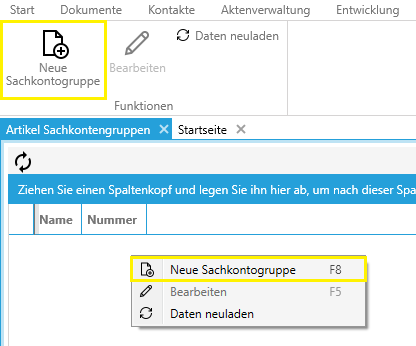 Start Dokumente Kontakte Aktenverwaltung Entwicklung
Neue
Sachkontogruppe
Bearbeiten
Daten neuladen
Funktionen
Artikel Sachkontengruppen × Startseite ×
Ziehen Sie einen Spaltenkopf und legen Sie ihn hier ab, um nach dieser Spa
Name Nummer
Neue Sachkontogruppe F8
Bearbeiten F5
Daten neuladen